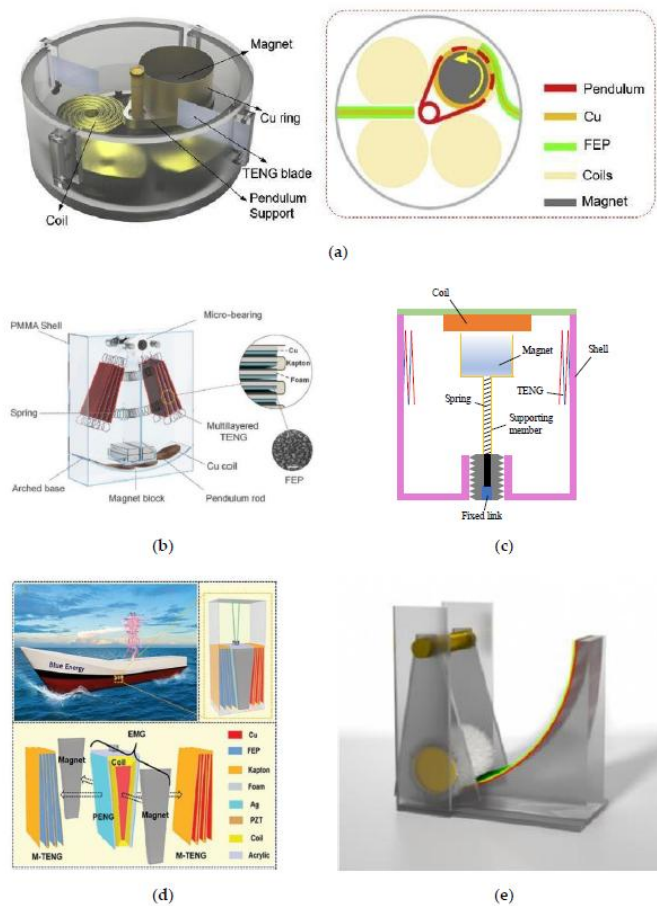 Magnet
Cu ring
TENG blade
Pendulum
Support
Coil
Pendulum
Cu
FEP
Coils
Magnet
(a)
Micro-bearing
PMMA Shell
Cu
Kapton
Foam
Spring
Multilayered
TENG
Cu coil
FEP
Arched base
Magnet block
Pendulum rod
(b)
Coil
Magnet
Shell
TENG
Spring
Supporting
member
Fixed link
(c)
Blue Energy
EMG
Magnet
Coil
PENG
Magnet
M-TENG
M-TENG
Cu
FEP
Kapton
Foam
Ag
PZT
Coil
Acrylic
(d)
(e)